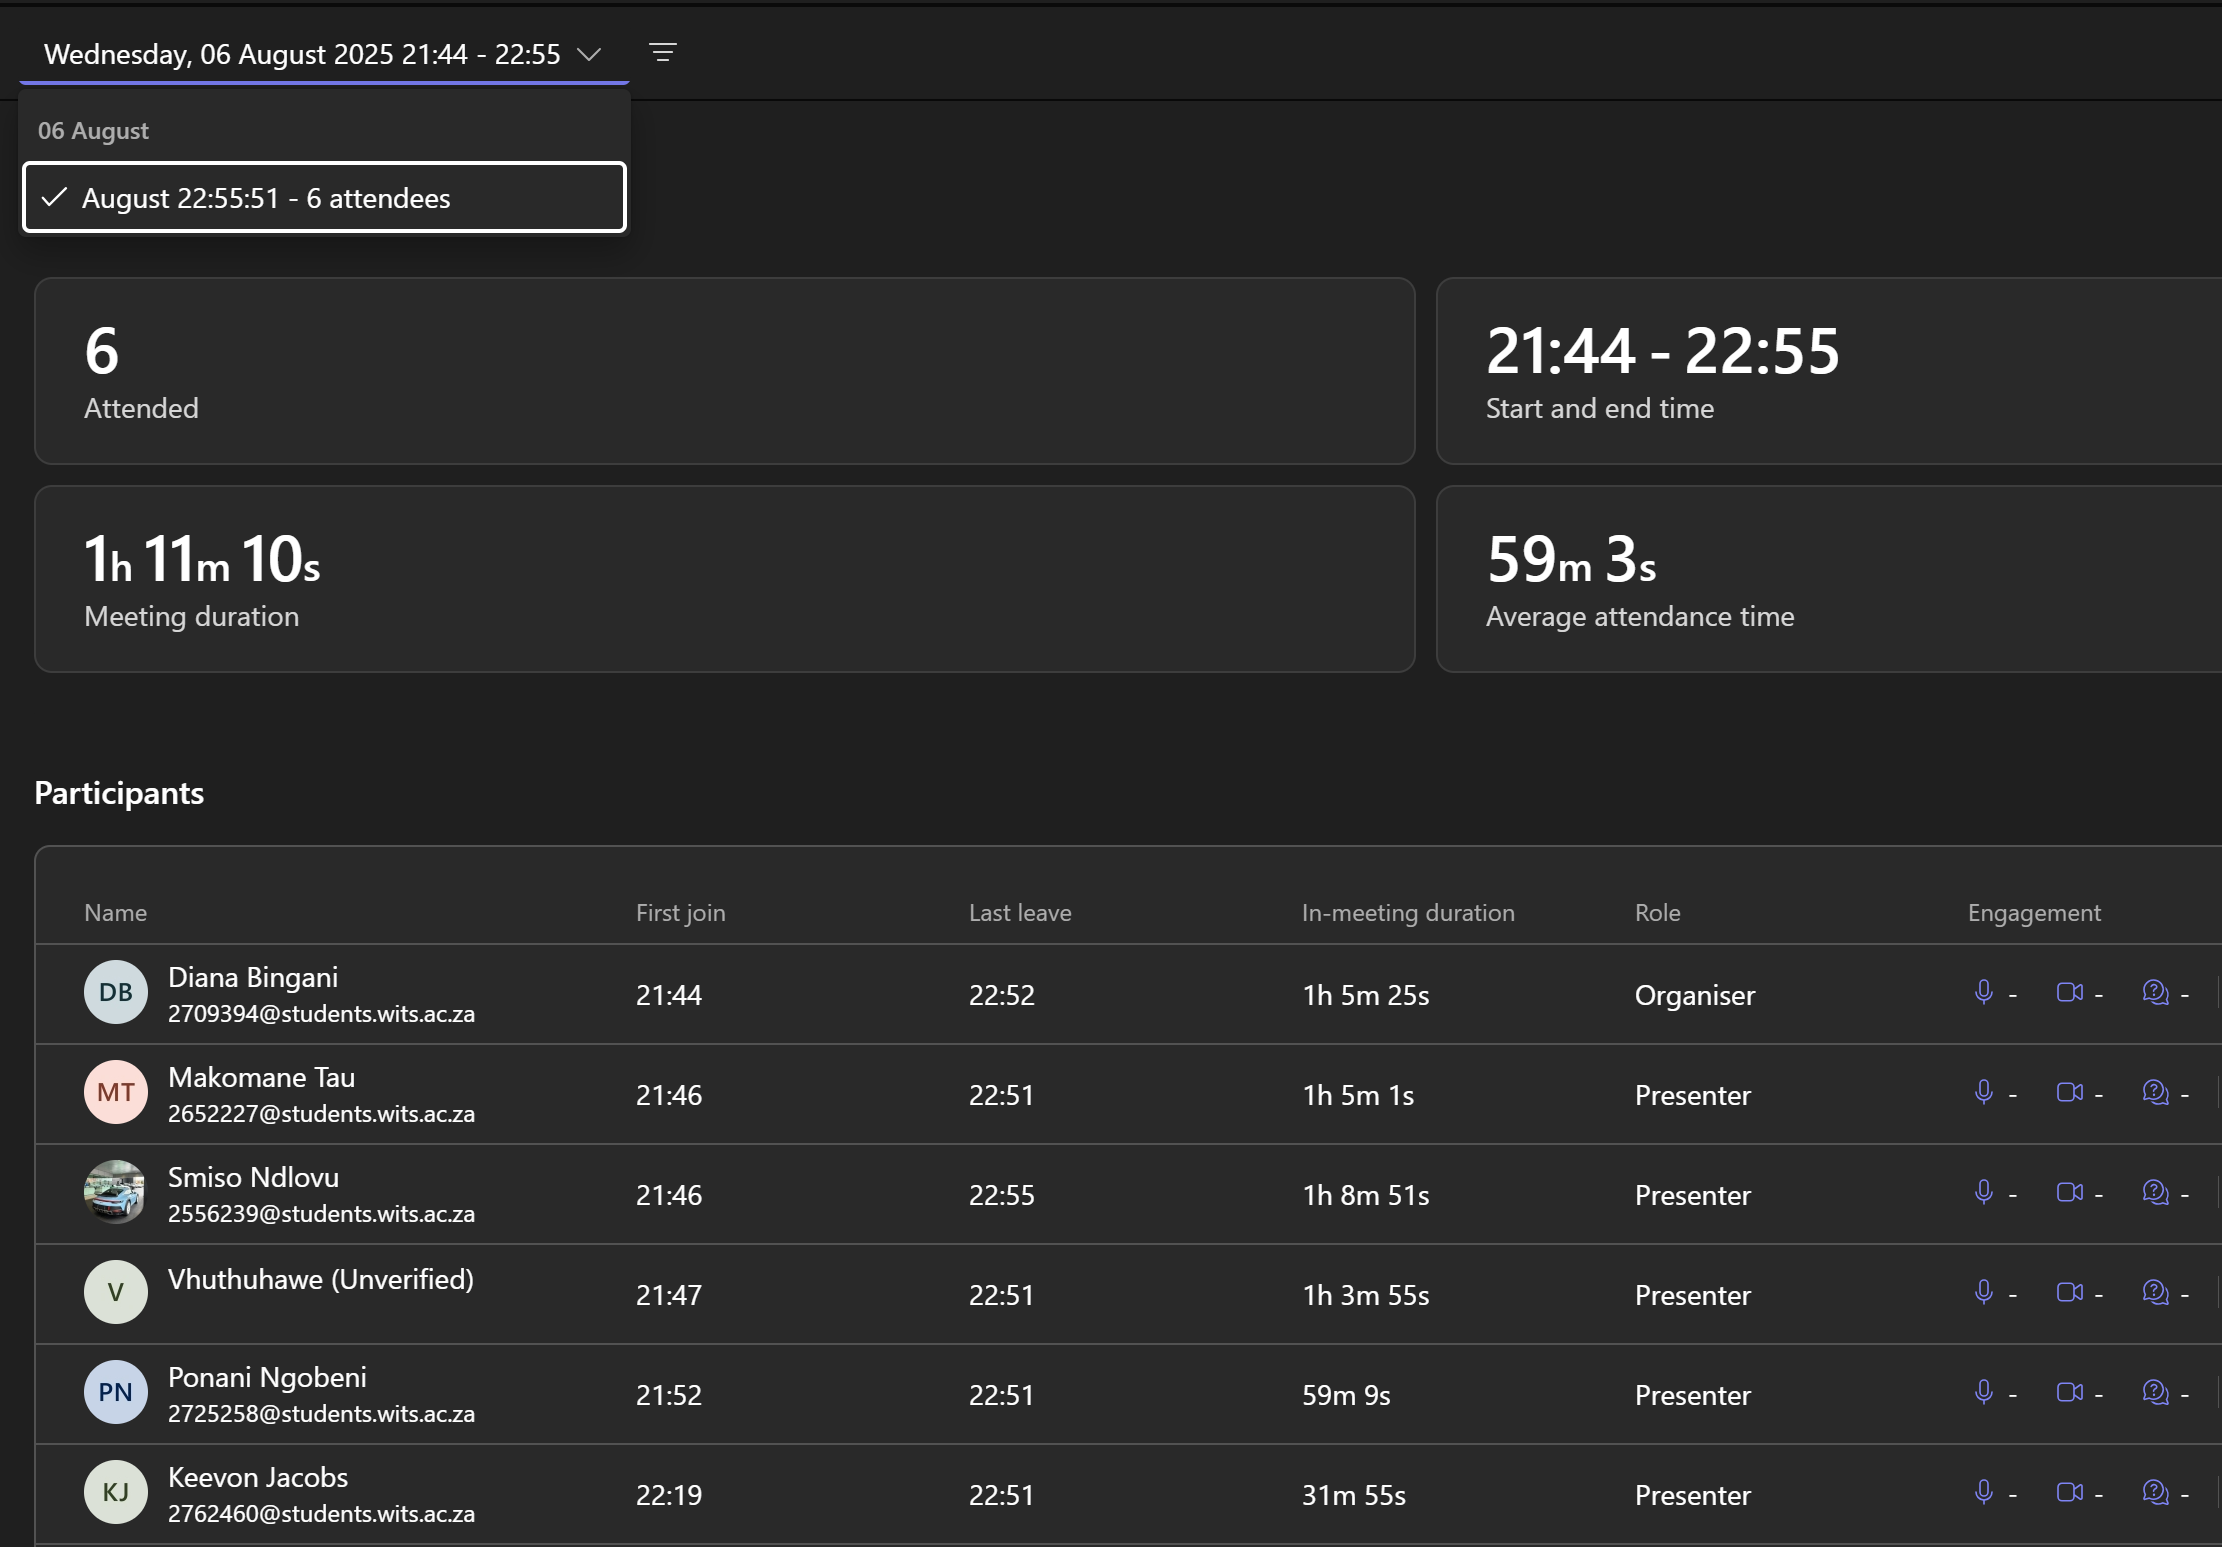 Wednesday, 06 August 2025 21:44 - 22:55
06 August
August 22:55:51 - 6 attendees
6
Attended
21:44 - 22:55
Start and end time
1h 11m 10s
Meeting duration
59m 3s
Average attendance time
Participants
Name First join Last leave In-meeting duration Role Engagement
DB Diana Bingani
2709394@students.wits.ac.za
21:44 22:52 1h 5m 25s Organiser - - -
MT Makomane Tau
2652227@students.wits.ac.za
21:46 22:51 1h 5m 1s Presenter - - -
Smiso Ndlovu
2556239@students.wits.ac.za
21:46 22:55 1h 8m 51s Presenter - - -
V Vhuthuhawe (Unverified)
21:47 22:51 1h 3m 55s Presenter - - -
PN Ponani Ngobeni
2725258@students.wits.ac.za
21:52 22:51 59m 9s Presenter - - -
KJ Keevon Jacobs
2762460@students.wits.ac.za
22:19 22:51 31m 55s Presenter - - -